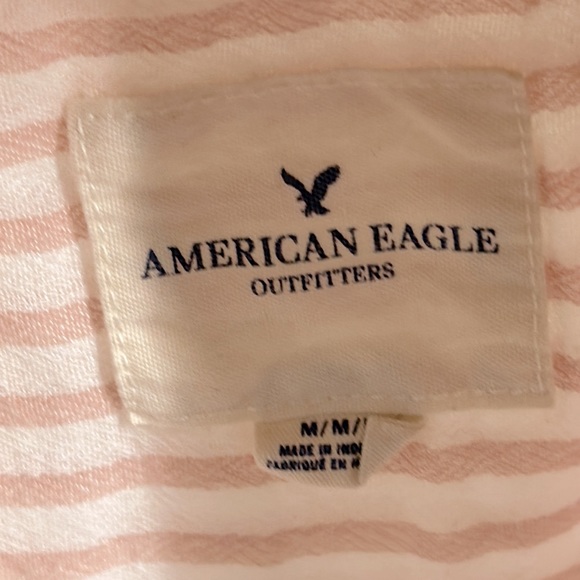 AMERICAN EAGLE
OUTFITTERS
M/M/
MADE IN
FABRIQUÉ EN